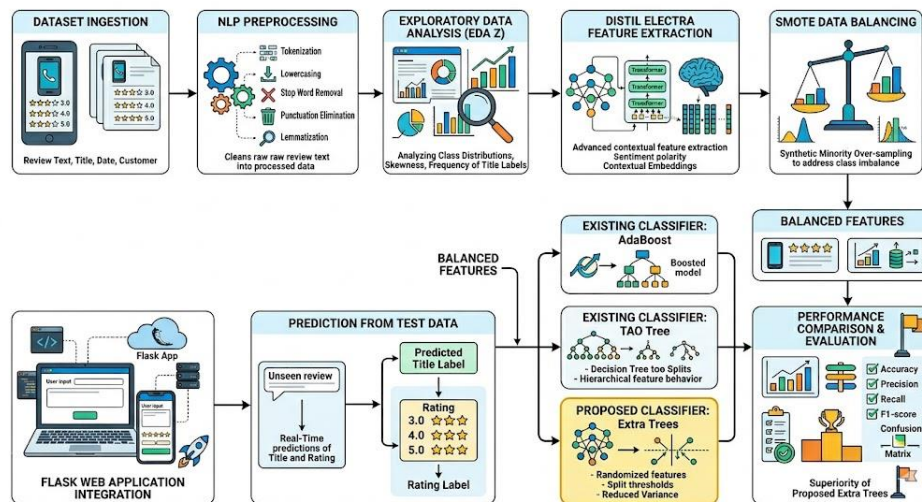 DATASET INGESTION
3.0
4.0
5.0
3.0
4.0
5.0
Review Text, Title, Date, Customer
NLP PREPROCESSING
Tokenization
Lowercasing
Stop Word Removal
Punctuation Elimination
Lemmatization
Cleans raw raw review text
into processed data
EXPLORATORY DATA
ANALYSIS (EDA Z)
Analyzing Class Distributions,
Skewness, Frequency of Title Labels
DISTIL ELECTRA
FEATURE EXTRACTION
Transformer
Transformer
Transformer
Advanced contextual feature extraction
Sentiment polarity
Contextual Embeddings
SMOTE DATA BALANCING
Synthetic Minority Over-sampling
to address class imbalance
BALANCED FEATURES
Flask App
User input
User input
FLASK WEB APPLICATION
INTEGRATION
PREDICTION FROM TEST DATA
Unseen review
Real-Time
predictions of
Title and Rating
Predicted
Title Label
Rating
3.0
4.0
5.0
Rating Label
BALANCED
FEATURES
EXISTING CLASSIFIER:
AdaBoost
Boosted
model
EXISTING CLASSIFIER:
TAO Tree
- Decision Tree too Splits
- Hierarchical feature behavior
PROPOSED CLASSIFIER:
Extra Trees
- Randomized features
- Split thresholds
- Reduced Variance
PERFORMANCE
COMPARISON &
EVALUATION
Accuracy
Precision
Recall
F1-score
Confusion
Matrix
Superiority of
Proposed Extra Trees